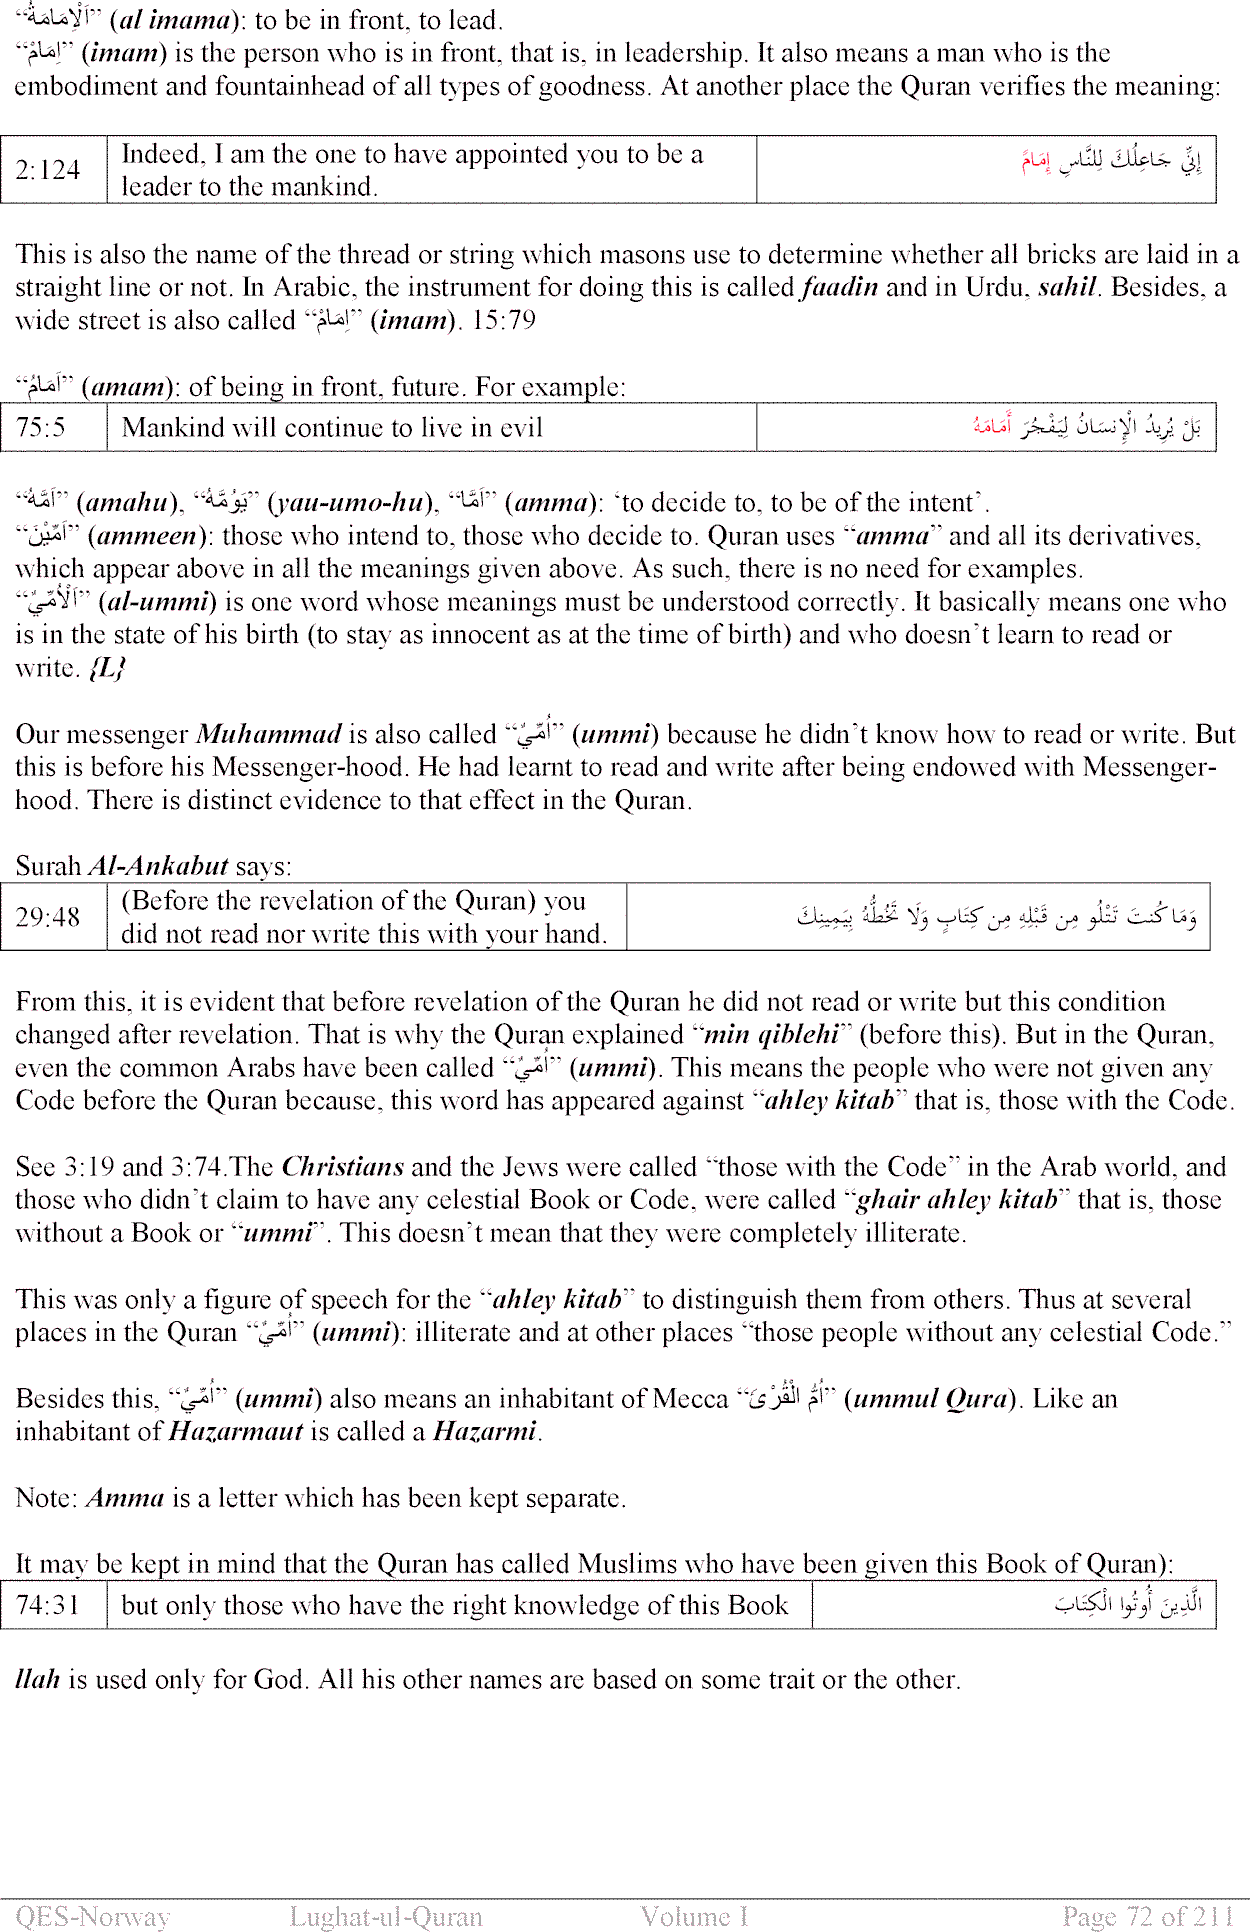 “اَلْاِمَامَةُ” (al imama): to be in front, to lead.
“اِمَامٌ” (imam) is the person who is in front, that is, in leadership. It also means a man who is the
embodiment and fountainhead of all types of goodness. At another place the Quran verifies the meaning:
2:124 Indeed, I am the one to have appointed you to be a إِنِّي جَاعِلُكَ لِلنَّاسِ إِمَامً
leader to the mankind.
This is also the name of the thread or string which masons use to determine whether all bricks are laid in a
straight line or not. In Arabic, the instrument for doing this is called faadin and in Urdu, sahil. Besides, a
wide street is also called “اِمَامٌ” (imam). 15:79
“اَمَامُ” (amam): of being in front, future. For example:
75:5 Mankind will continue to live in evil بَلْ يُرِيدُ الْإِنسَانُ لِيَفْجُرَ أَمَامَهُ
“اَمَّهُ” (amahu), “يَوُمَّهُ” (yau-umo-hu), “اَمَّا” (amma): ‘to decide to, to be of the intent’.
“اَمِّيْنَ” (ammeen): those who intend to, those who decide to. Quran uses “amma” and all its derivatives,
which appear above in all the meanings given above. As such, there is no need for examples.
“اَلْاُمِّيُّ” (al-ummi) is one word whose meanings must be understood correctly. It basically means one who
is in the state of his birth (to stay as innocent as at the time of birth) and who doesn’t learn to read or
write. {L}
Our messenger Muhammad is also called “اُمِّيٌّ” (ummi) because he didn’t know how to read or write. But
this is before his Messenger-hood. He had learnt to read and write after being endowed with Messenger-
hood. There is distinct evidence to that effect in the Quran.
Surah Al-Ankabut says:
29:48 (Before the revelation of the Quran) you وَمَا كُنتَ تَتْلُو مِن قَبْلِهِ مِن كِتَابٍ وَلَا تَخُطُّهُ بِيَمِينِكَ
did not read nor write this with your hand.
From this, it is evident that before revelation of the Quran he did not read or write but this condition
changed after revelation. That is why the Quran explained “min qiblehi” (before this). But in the Quran,
even the common Arabs have been called “اُمِّيٌّ” (ummi). This means the people who were not given any
Code before the Quran because, this word has appeared against “ahley kitab” that is, those with the Code.
See 3:19 and 3:74.The Christians and the Jews were called “those with the Code” in the Arab world, and
those who didn’t claim to have any celestial Book or Code, were called “ghair ahley kitab” that is, those
without a Book or “ummi”. This doesn’t mean that they were completely illiterate.
This was only a figure of speech for the “ahley kitab” to distinguish them from others. Thus at several
places in the Quran “اُمِّيٌّ” (ummi): illiterate and at other places “those people without any celestial Code.”
Besides this, “اُمِّيٌّ” (ummi) also means an inhabitant of Mecca “اُمُّ الْقُرٰىٰ” (ummul Qura). Like an
inhabitant of Hazarmaut is called a Hazarmi.
Note: Amma is a letter which has been kept separate.
It may be kept in mind that the Quran has called Muslims who have been given this Book of Quran):
74:31 but only those who have the right knowledge of this Book الَّذِينَ أُوتُوا الْكِتَابَ
llah is used only for God. All his other names are based on some trait or the other.
QES-Norway Lughat-ul-Quran Volume I Page 72 of 211